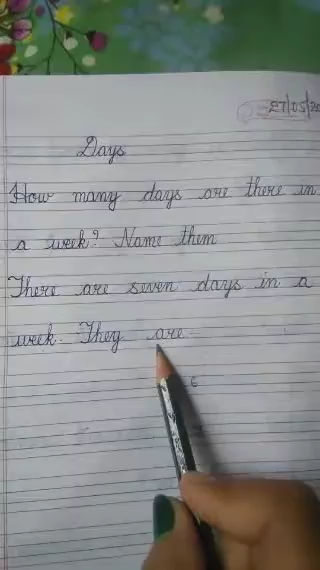 27/05/20
Days
How many days are there in
a week? Name them
There are seven days in a
week. They are
6